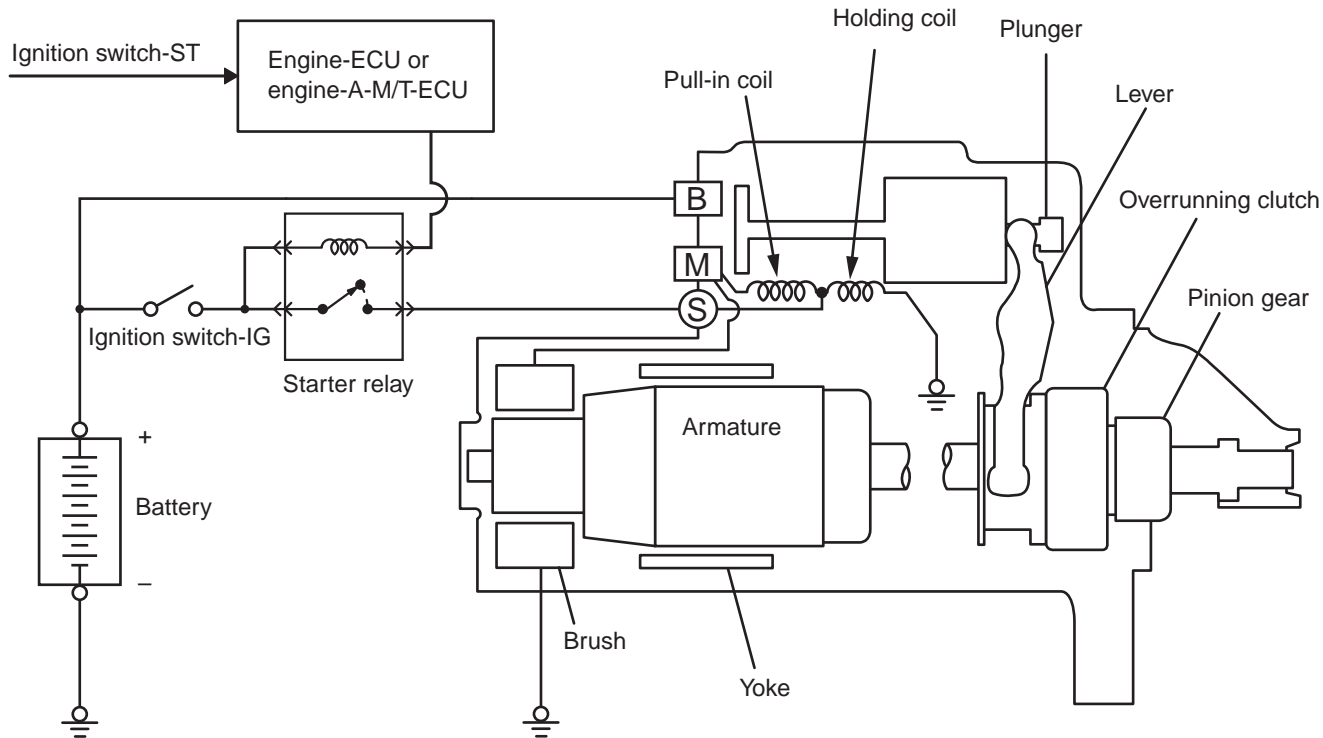 Holding coil
Plunger
Ignition switch-ST
Engine-ECU or
engine-A-M/T-ECU
Pull-in coil
Lever
B
Overrunning clutch
M
Pinion gear
S
Ignition switch-IG
Starter relay
Armature
+
Battery
–
Brush
Yoke